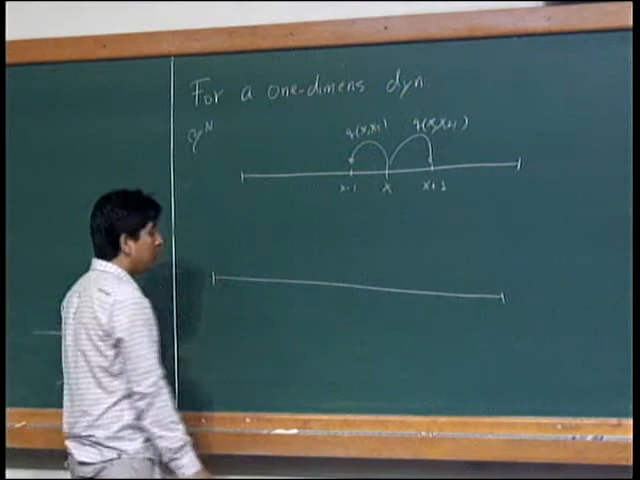 For a one-dimens dyn.
η^N
r(x,x-1) r(x,x+1)
x-1 x x+1